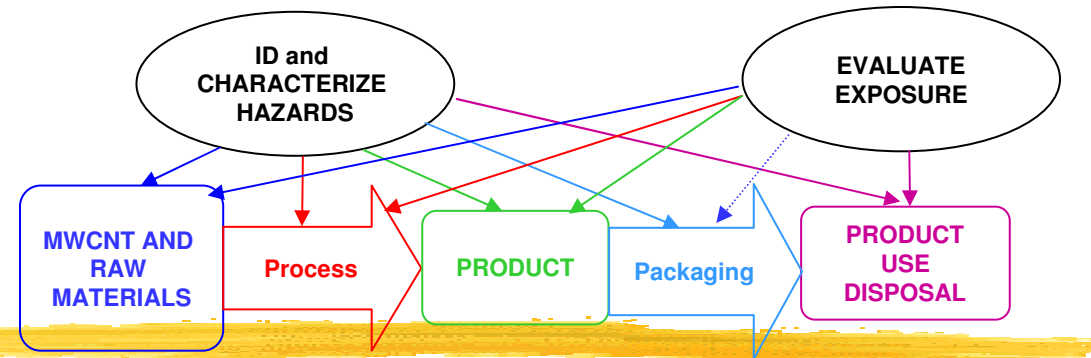 ID and
CHARACTERIZE
HAZARDS
EVALUATE
EXPOSURE
MWCNT AND
RAW
MATERIALS
Process
PRODUCT
Packaging
PRODUCT
USE
DISPOSAL